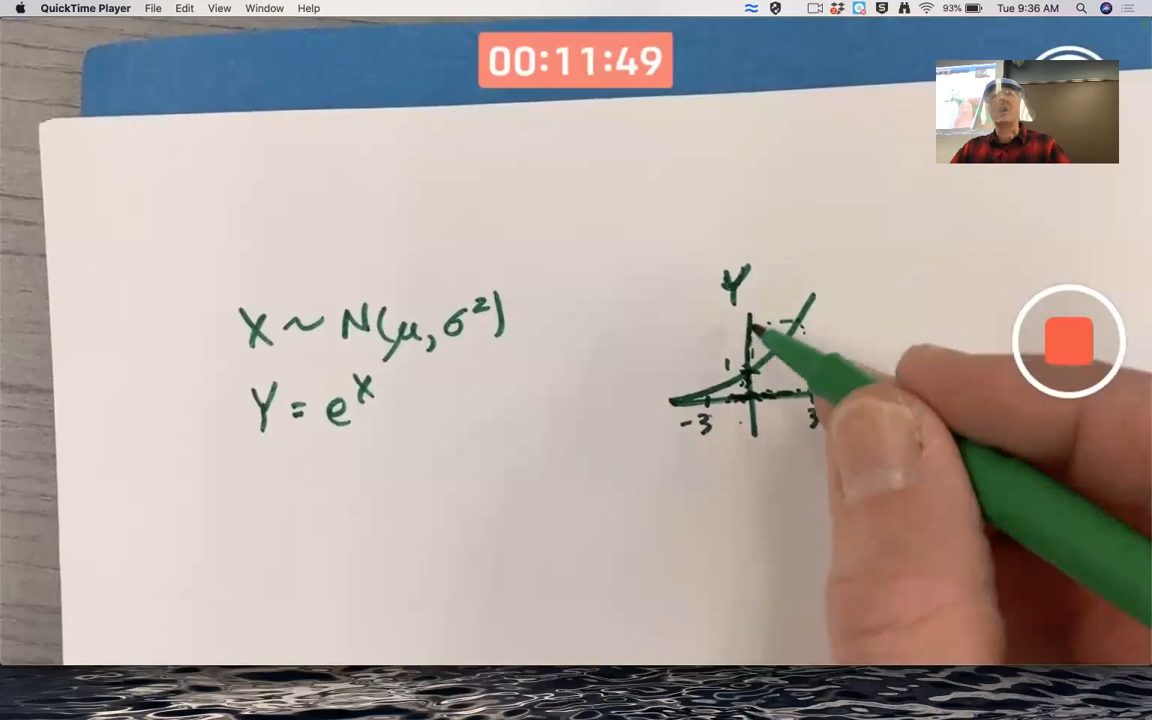 QuickTime Player File Edit View Window Help 93% Tue 9:36 AM
00:11:49
X ~ N(μ, σ²)
Y = eˣ
Y
1
-3 3